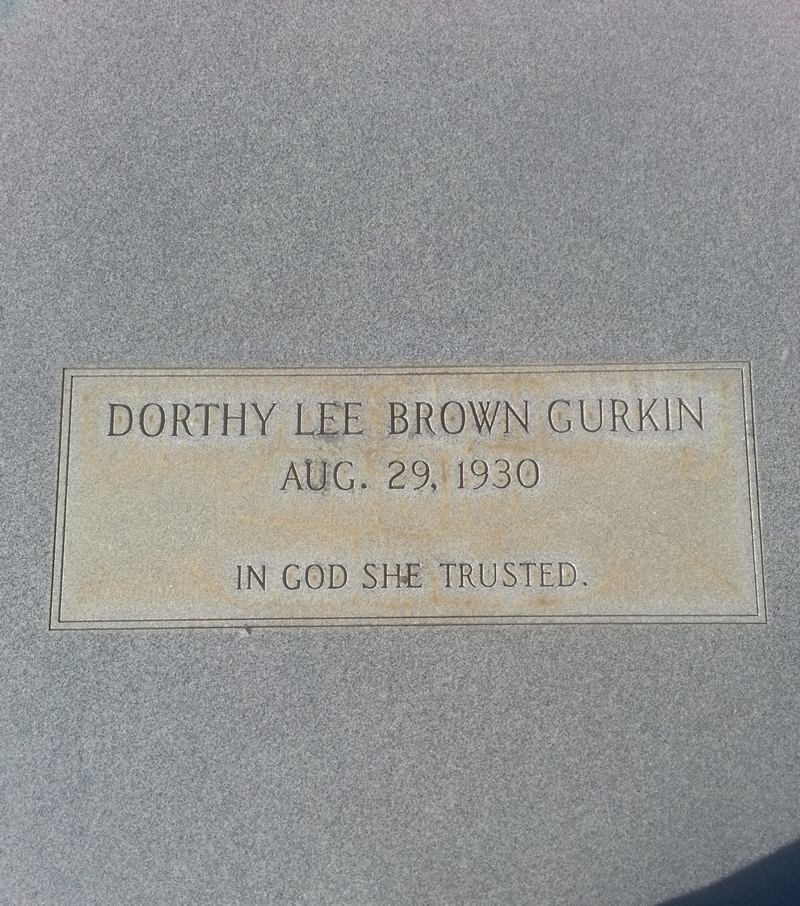 DORTHY LEE BROWN GURKIN
AUG. 29, 1930
IN GOD SHE TRUSTED.